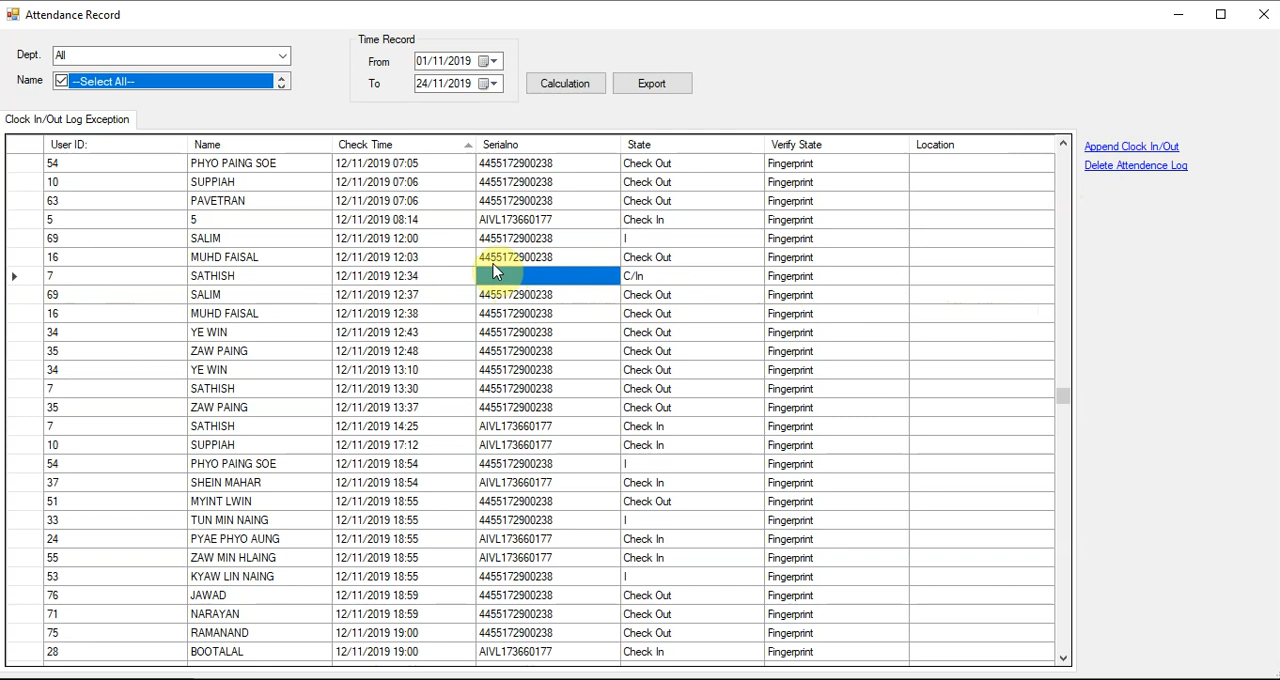 Attendance Record
Dept. All
Name --Select All--
Time Record
From 01/11/2019
To 24/11/2019
Calculation Export
Clock In/Out Log Exception
User ID: Name Check Time Serialno State Verify State Location
54 PHYO PAING SOE 12/11/2019 07:05 4455172900238 Check Out Fingerprint
10 SUPPIAH 12/11/2019 07:06 4455172900238 Check Out Fingerprint
63 PAVETRAN 12/11/2019 07:06 4455172900238 Check Out Fingerprint
5 5 12/11/2019 08:14 AIVL173660177 Check In Fingerprint
69 SALIM 12/11/2019 12:00 4455172900238 I Fingerprint
16 MUHD FAISAL 12/11/2019 12:03 4455172900238 Check Out Fingerprint
7 SATHISH 12/11/2019 12:34 C/In Fingerprint
69 SALIM 12/11/2019 12:37 4455172900238 Check Out Fingerprint
16 MUHD FAISAL 12/11/2019 12:38 4455172900238 Check Out Fingerprint
34 YE WIN 12/11/2019 12:43 4455172900238 Check Out Fingerprint
35 ZAW PAING 12/11/2019 12:48 4455172900238 Check Out Fingerprint
34 YE WIN 12/11/2019 13:10 4455172900238 Check Out Fingerprint
7 SATHISH 12/11/2019 13:30 4455172900238 Check Out Fingerprint
35 ZAW PAING 12/11/2019 13:37 4455172900238 Check Out Fingerprint
7 SATHISH 12/11/2019 14:25 AIVL173660177 Check In Fingerprint
10 SUPPIAH 12/11/2019 17:12 AIVL173660177 Check In Fingerprint
54 PHYO PAING SOE 12/11/2019 18:54 4455172900238 I Fingerprint
37 SHEIN MAHAR 12/11/2019 18:54 AIVL173660177 Check In Fingerprint
51 MYINT LWIN 12/11/2019 18:55 4455172900238 Check Out Fingerprint
33 TUN MIN NAING 12/11/2019 18:55 4455172900238 I Fingerprint
24 PYAE PHYO AUNG 12/11/2019 18:55 AIVL173660177 Check In Fingerprint
55 ZAW MIN HLAING 12/11/2019 18:55 AIVL173660177 Check In Fingerprint
53 KYAW LIN NAING 12/11/2019 18:55 4455172900238 I Fingerprint
76 JAWAD 12/11/2019 18:59 4455172900238 Check Out Fingerprint
71 NARAYAN 12/11/2019 18:59 4455172900238 Check Out Fingerprint
75 RAMANAND 12/11/2019 19:00 4455172900238 Check Out Fingerprint
28 BOOTALAL 12/11/2019 19:00 AIVL173660177 Check In Fingerprint
Append Clock In/Out
Delete Attendence Log